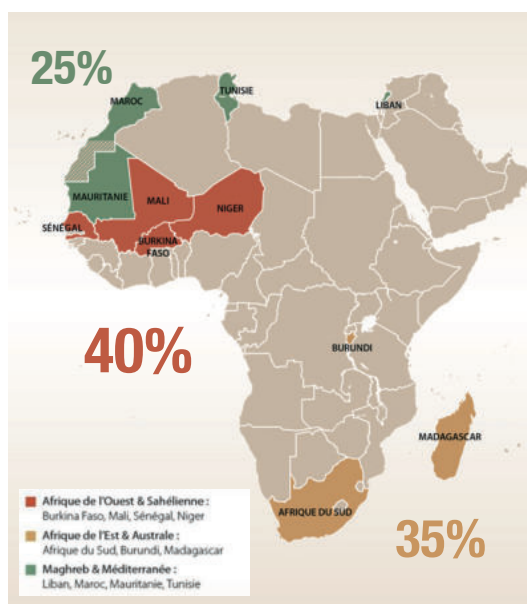 25%
MAROC
TUNISIE
LIBAN
MAURITANIE
MALI
NIGER
SÉNÉGAL
BURKINA
FASO
40%
BURUNDI
MADAGASCAR
AFRIQUE DU SUD
35%
Afrique de l'Ouest & Sahélienne :
Burkina Faso, Mali, Sénégal, Niger
Afrique de l'Est & Australe :
Afrique du Sud, Burundi, Madagascar
Maghreb & Méditerranée :
Liban, Maroc, Mauritanie, Tunisie